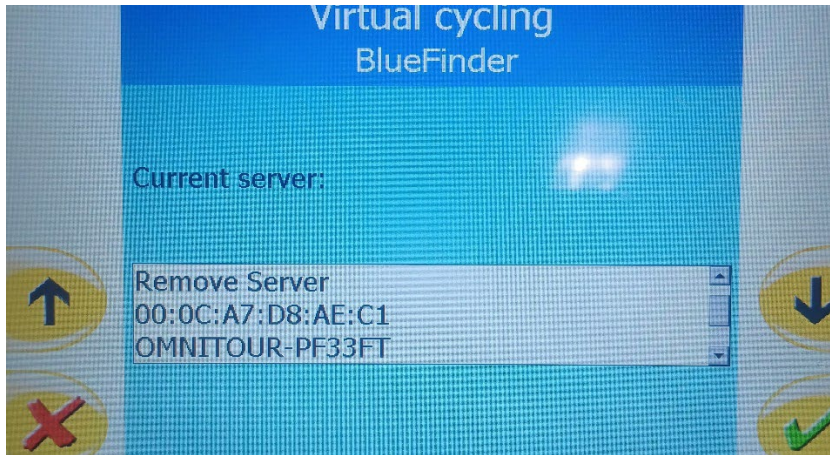 Virtual cycling
BlueFinder
Current server:
Remove Server
00:0C:A7:D8:AE:C1
OMNITOUR-PF33FT